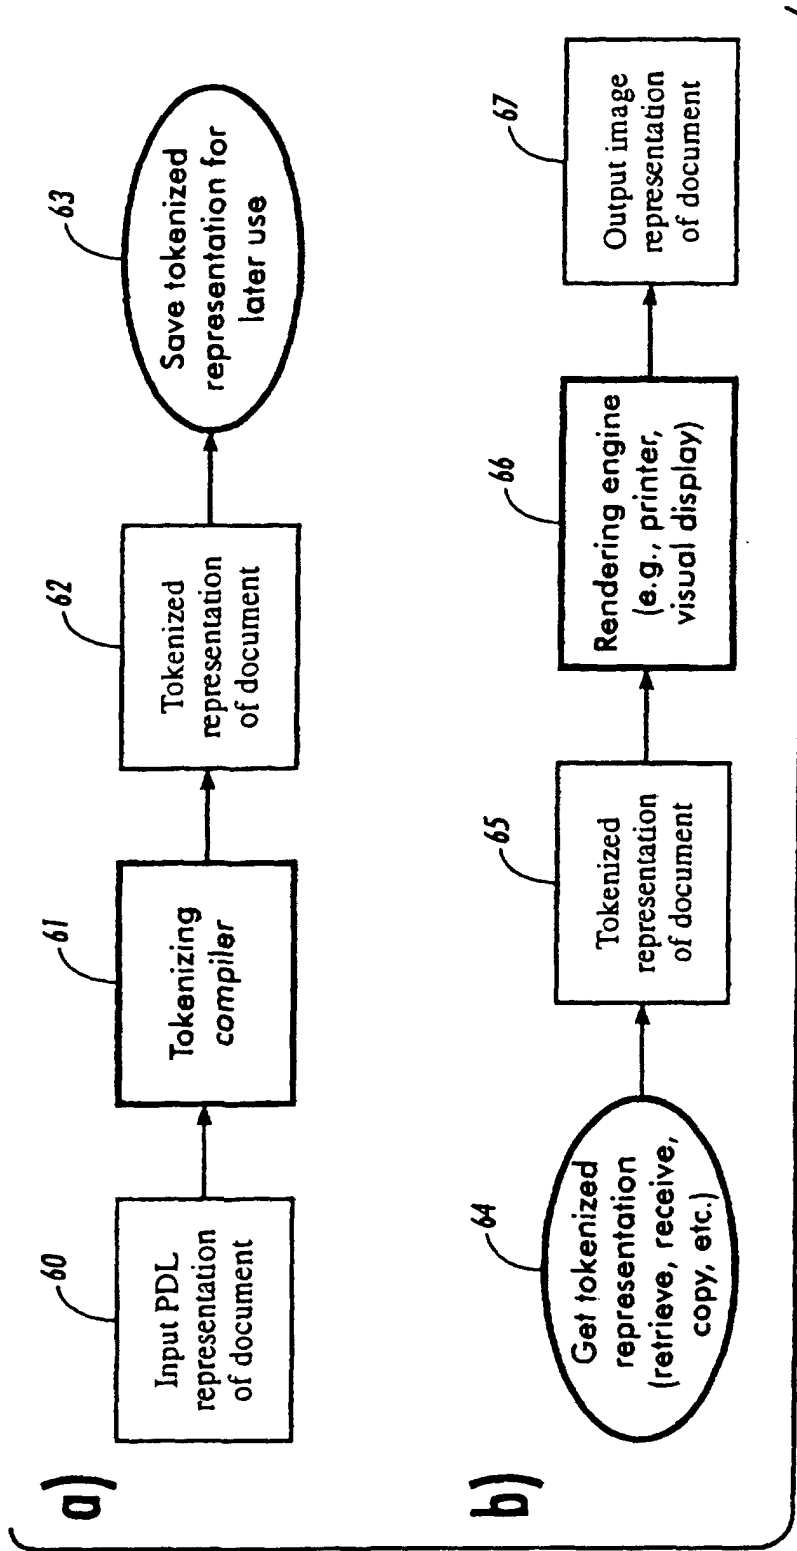 a)
60
Input PDL
representation
of document
61
Tokenizing
compiler
62
Tokenized
representation
of document
63
Save tokenized
representation for
later use
b)
64
Get tokenized
representation
(retrieve, receive,
copy, etc.)
65
Tokenized
representation
of document
66
Rendering engine
(e.g., printer,
visual display)
67
Output image
representation
of document